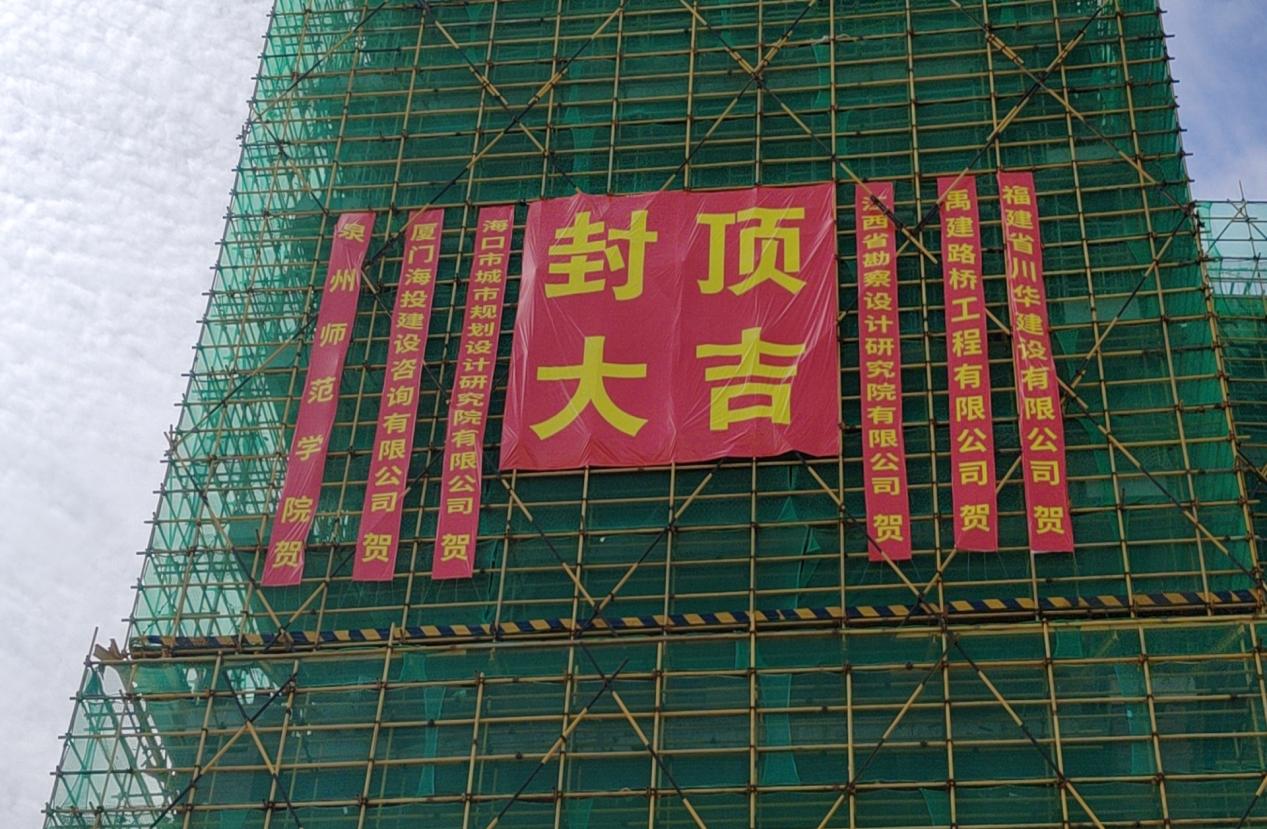 泉州师范学院贺
厦门海投建设咨询有限公司 贺
海口市城市规划设计研究院有限公司 贺
封顶
大吉
江西省勘察设计研究院有限公司 贺
禹建路桥工程有限公司 贺
福建省川华建设有限公司 贺